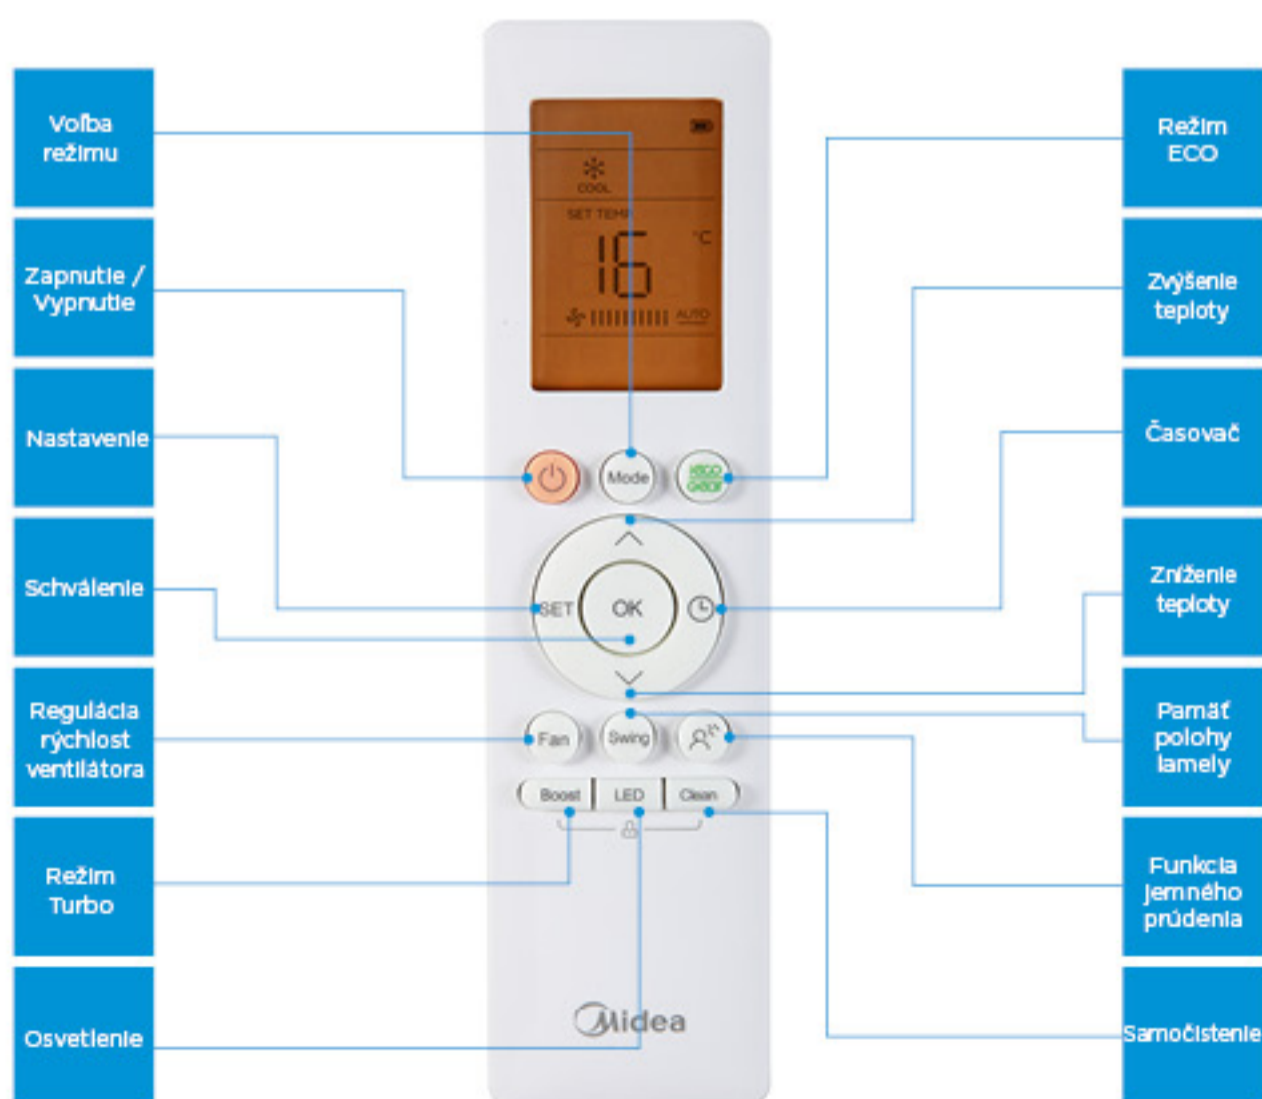 Voľba
režimu
Zapnutie /
Vypnutie
Nastavenie
Schválenie
Regulácia
rýchlost
ventilátora
Režim
Turbo
Osvetlenie
COOL
SET TEMP.
16 °C
AUTO
Mode
ECO
GEAR
SET
OK
Fan
Swing
Boost
LED
Clean
Midea
Režim
ECO
Zvýšenie
teploty
Časovač
Zníženie
teploty
Pamäť
polohy
lamely
Funkcia
jemného
prúdenia
Samočistenie